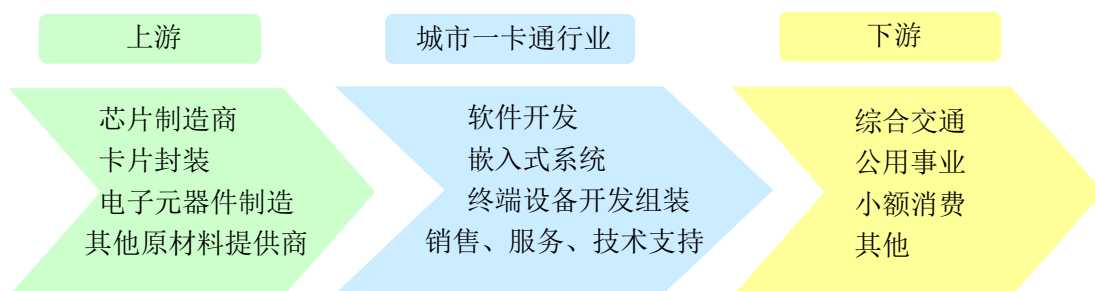 上游
芯片制造商
卡片封装
电子元器件制造
其他原材料提供商
城市一卡通行业
软件开发
嵌入式系统
终端设备开发组装
销售、服务、技术支持
下游
综合交通
公用事业
小额消费
其他